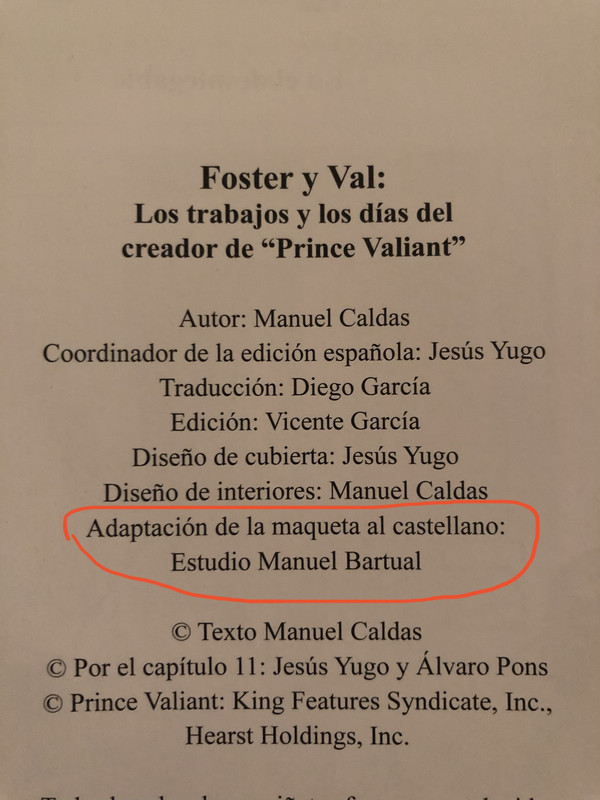 Foster y Val:
Los trabajos y los días del
creador de “Prince Valiant”
Autor: Manuel Caldas
Coordinador de la edición española: Jesús Yugo
Traducción: Diego García
Edición: Vicente García
Diseño de cubierta: Jesús Yugo
Diseño de interiores: Manuel Caldas
Adaptación de la maqueta al castellano:
Estudio Manuel Bartual
© Texto Manuel Caldas
© Por el capítulo 11: Jesús Yugo y Álvaro Pons
© Prince Valiant: King Features Syndicate, Inc.,
Hearst Holdings, Inc.